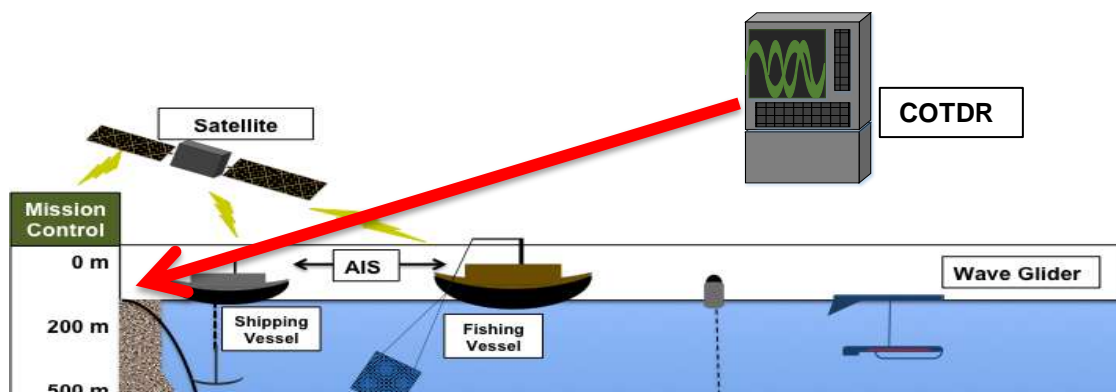 COTDR
Satellite
Mission
Control
0 m
AIS
Wave Glider
200 m
Shipping
Vessel
Fishing
Vessel
500 m